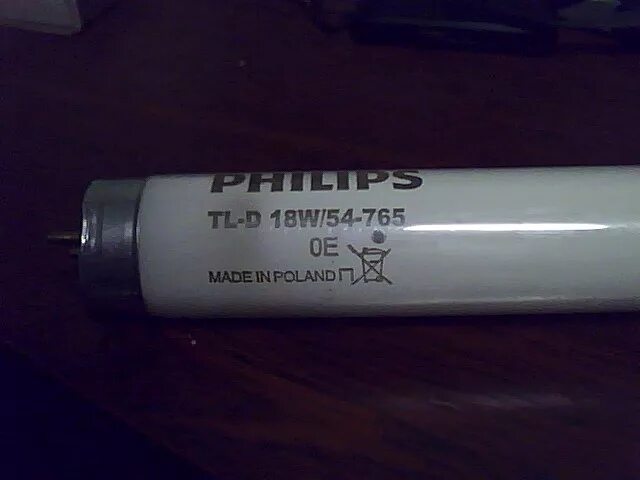 PHILIPS
TL-D 18W/54-765
0E
MADE IN POLAND